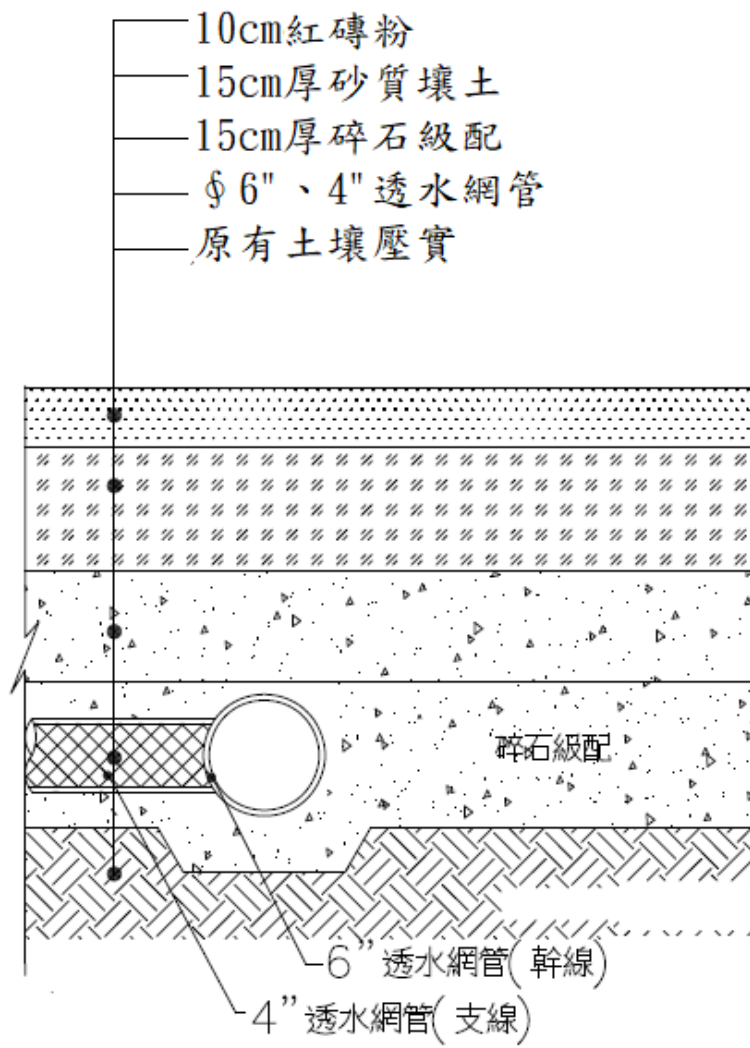 10cm紅磚粉
15cm厚砂質壤土
15cm厚碎石級配
∮6"、4"透水網管
原有土壤壓實
碎石級配
6”透水網管(幹線)
4”透水網管(支線)